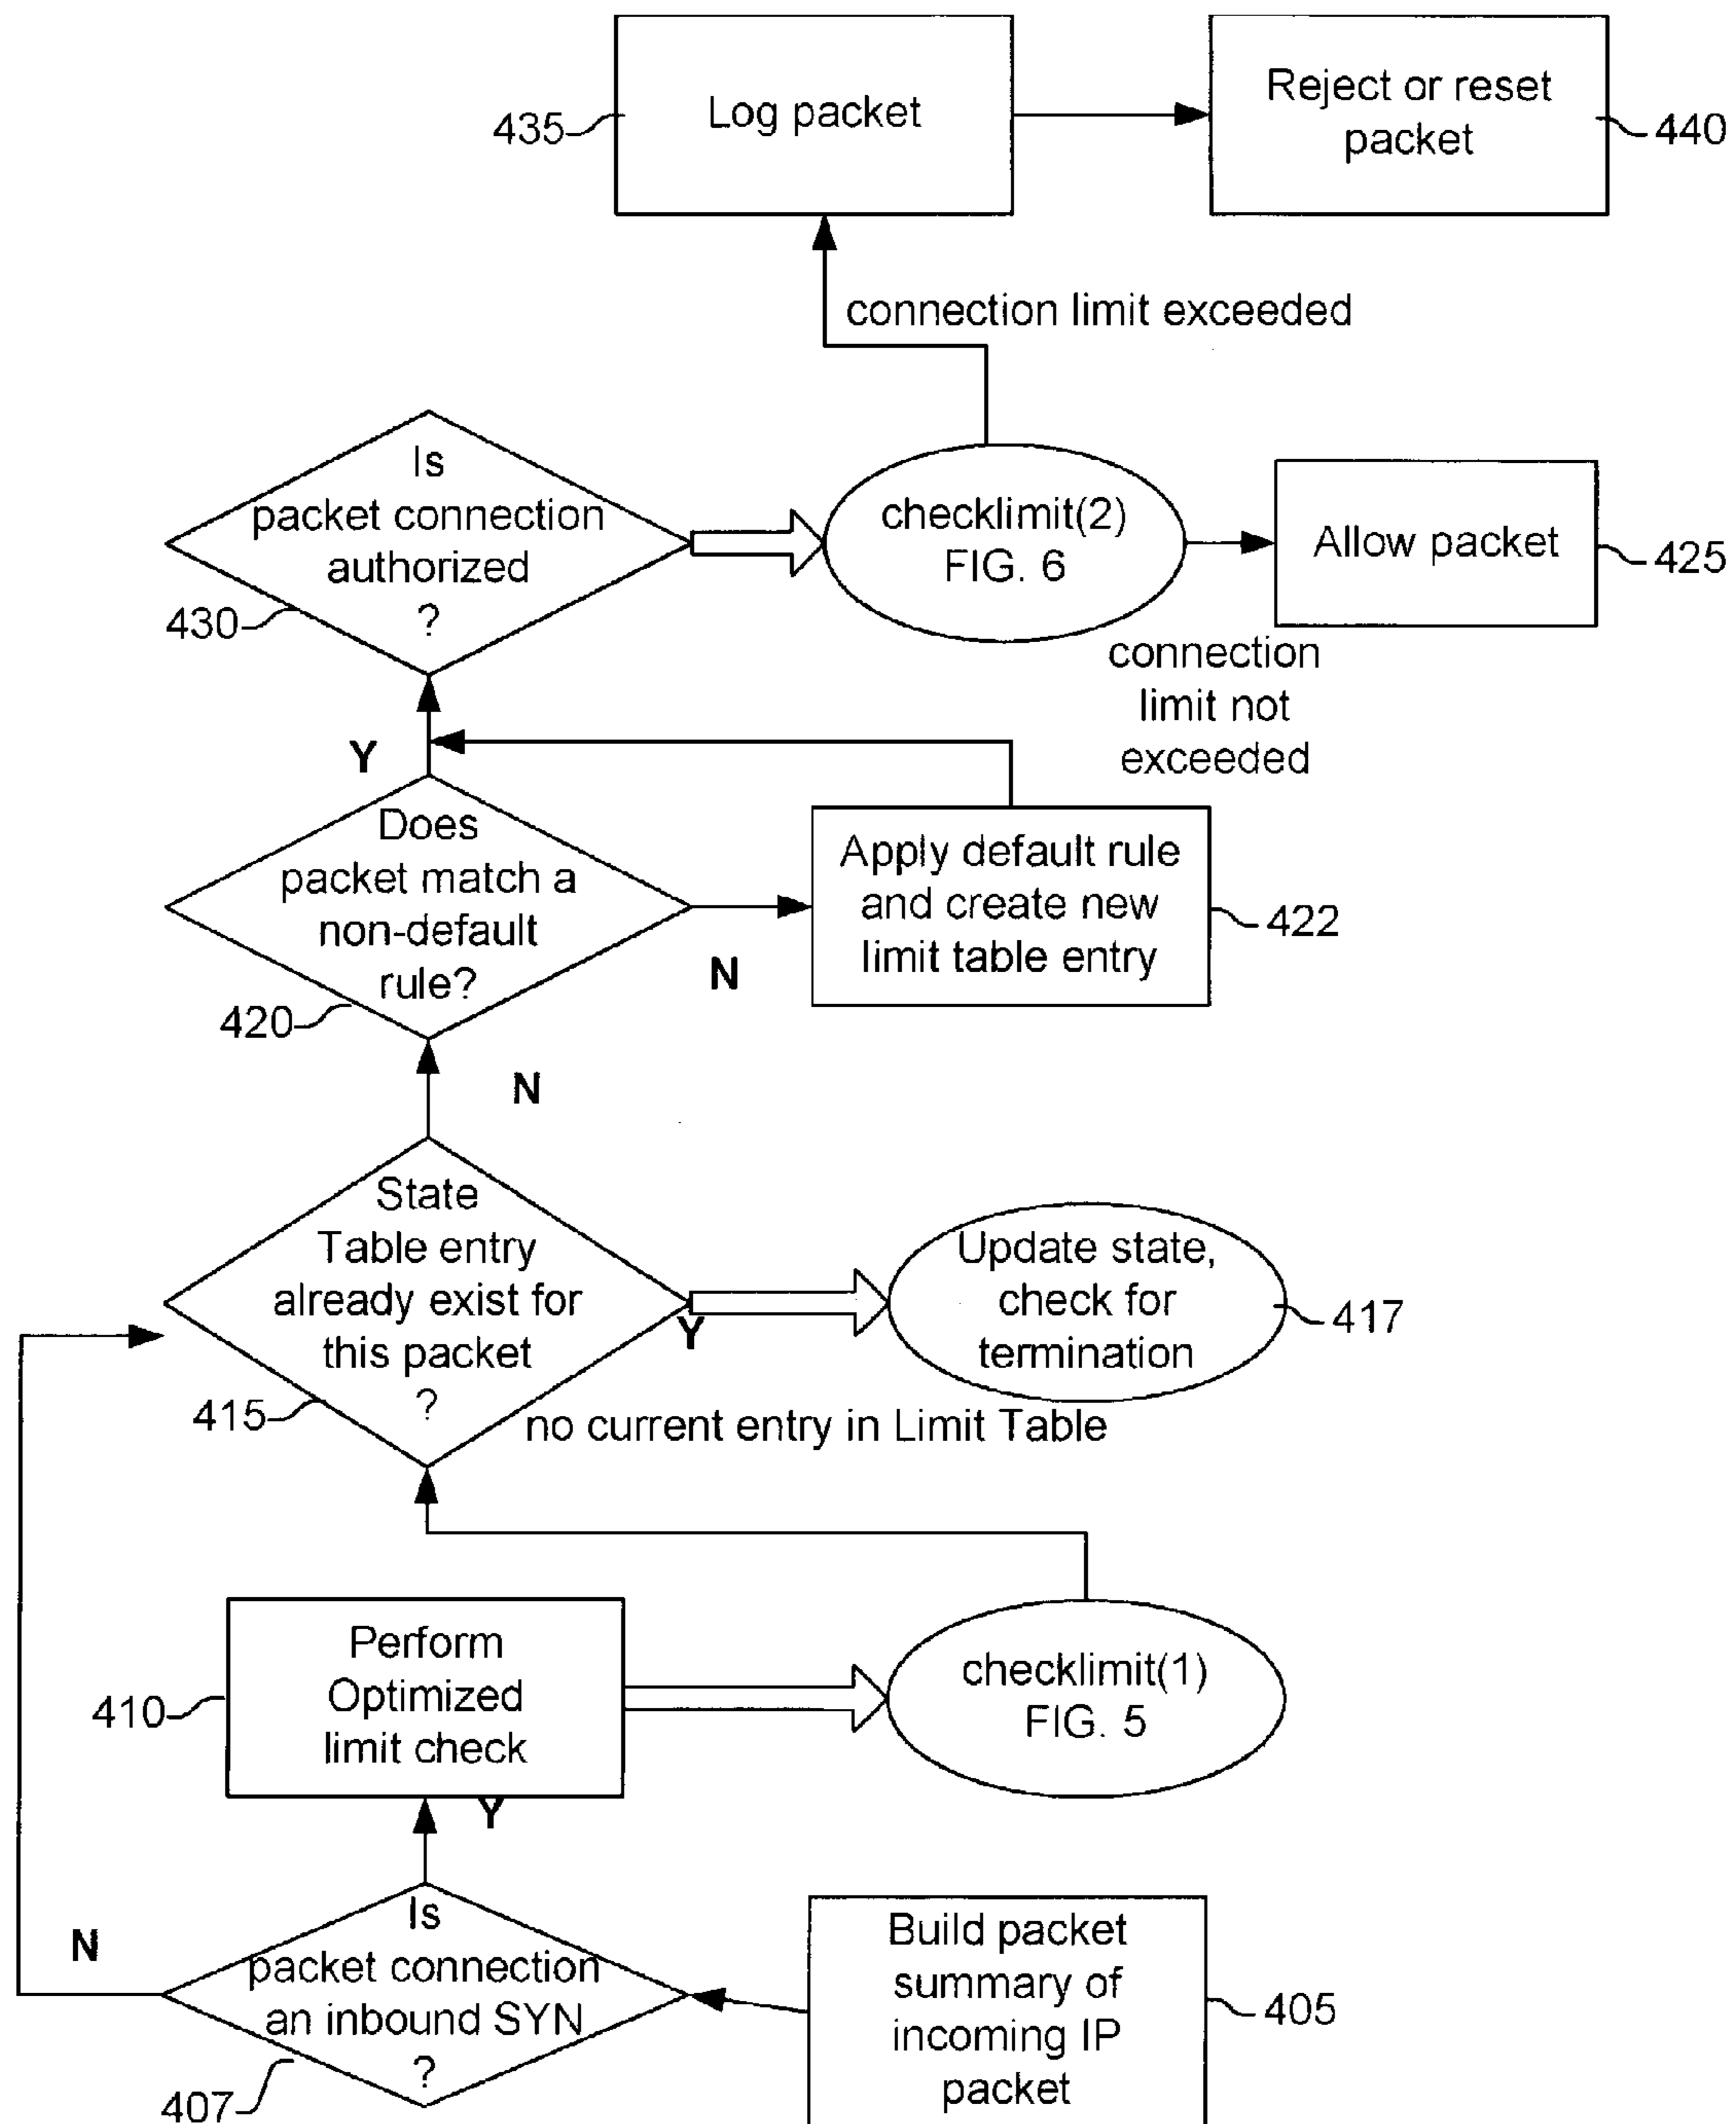 Log packet
435
Reject or reset
packet
440
connection limit exceeded
Is
packet connection
authorized
?
430
checklimit(2)
FIG. 6
Allow packet
425
connection
limit not
exceeded
Y
Does
packet match a
non-default
rule?
420
N
Apply default rule
and create new
limit table entry
422
N
State
Table entry
already exist for
this packet
?
415
Y
Update state,
check for
termination
417
no current entry in Limit Table
Perform
Optimized
limit check
410
checklimit(1)
FIG. 5
Y
N
Is
packet connection
an inbound SYN
?
407
Build packet
summary of
incoming IP
packet
405